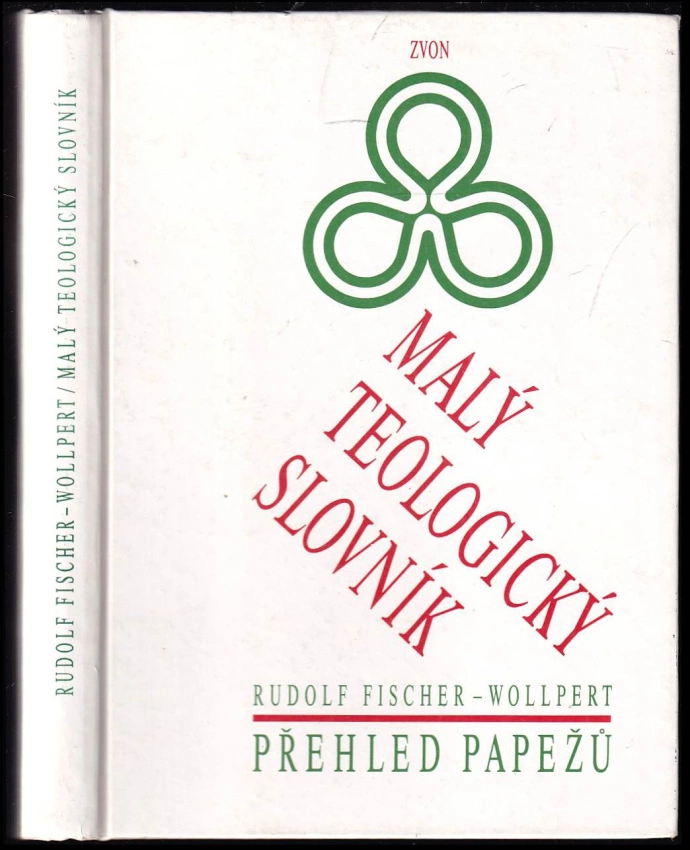 RUDOLF FISCHER – WOLLPERT / MALÝ TEOLOGICKÝ SLOVNÍK
ZVON
MALÝ
TEOLOGICKÝ
SLOVNÍK
RUDOLF FISCHER – WOLLPERT
PŘEHLED PAPEŽŮ